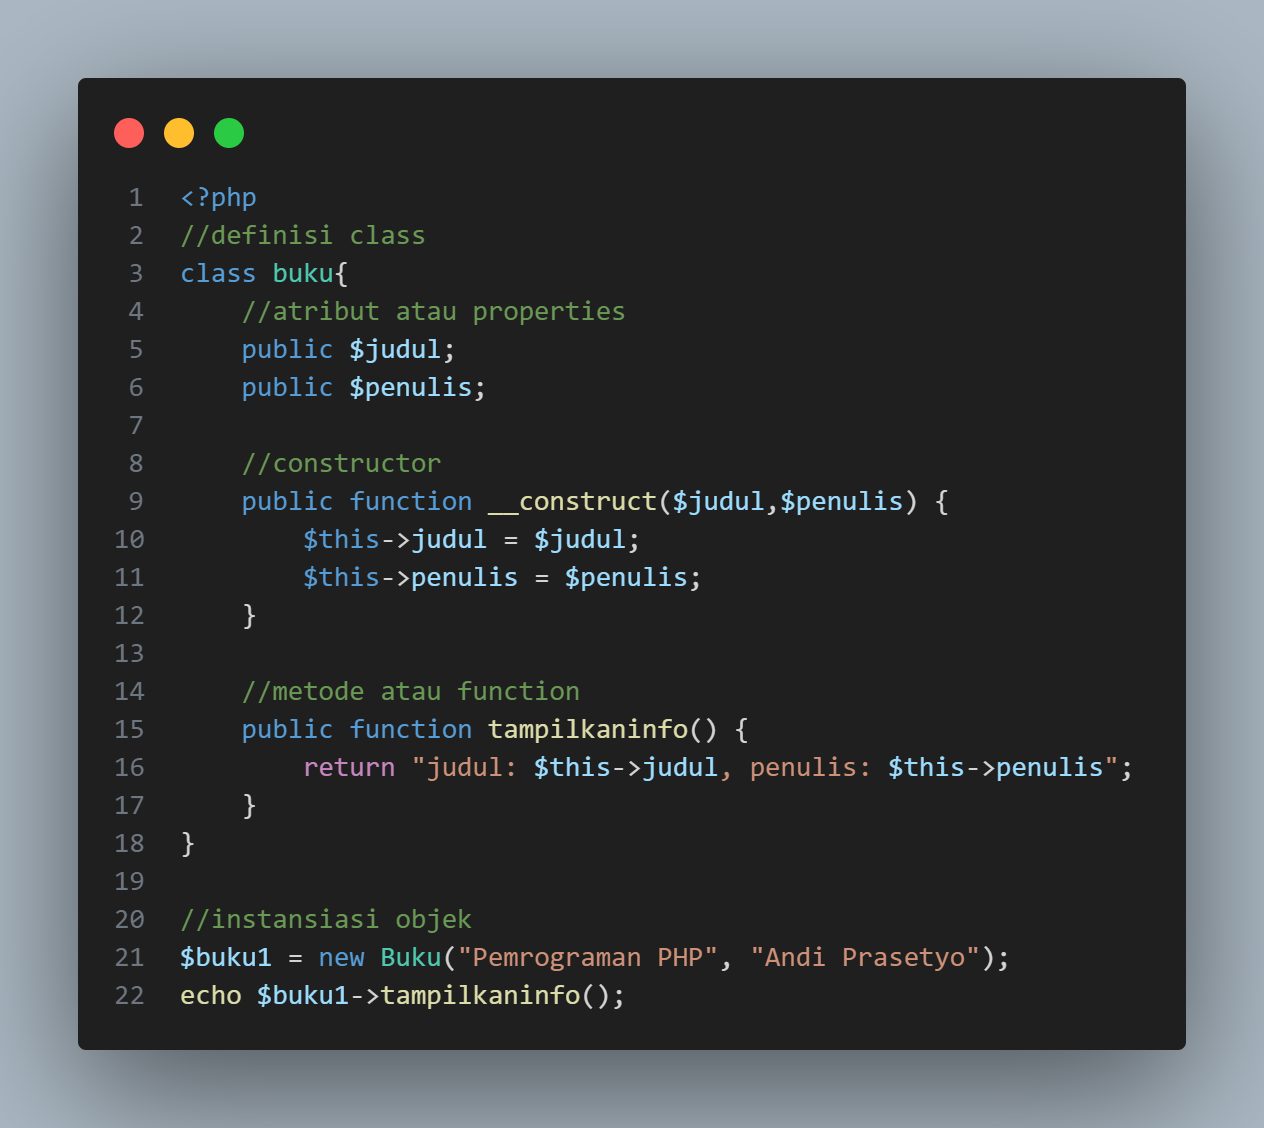 1 <?php
2 //definisi class
3 class buku{
4     //atribut atau properties
5     public $judul;
6     public $penulis;
7
8     //constructor
9     public function __construct($judul,$penulis) {
10         $this->judul = $judul;
11         $this->penulis = $penulis;
12     }
13
14     //metode atau function
15     public function tampilkaninfo() {
16         return "judul: $this->judul, penulis: $this->penulis";
17     }
18 }
19
20 //instansiasi objek
21 $buku1 = new Buku("Pemrograman PHP", "Andi Prasetyo");
22 echo $buku1->tampilkaninfo();